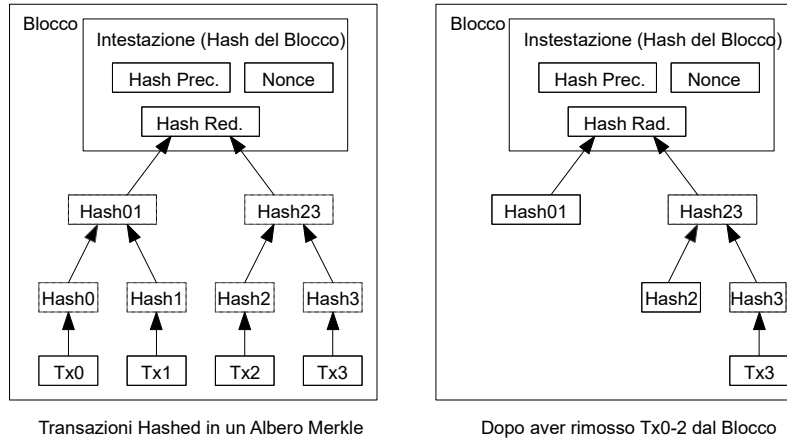 Blocco
Intestazione (Hash del Blocco)
Hash Prec.
Nonce
Hash Red.
Hash01
Hash23
Hash0
Hash1
Hash2
Hash3
Tx0
Tx1
Tx2
Tx3
Transazioni Hashed in un Albero Merkle
Blocco
Instestazione (Hash del Blocco)
Hash Prec.
Nonce
Hash Rad.
Hash01
Hash23
Hash2
Hash3
Tx3
Dopo aver rimosso Tx0-2 dal Blocco